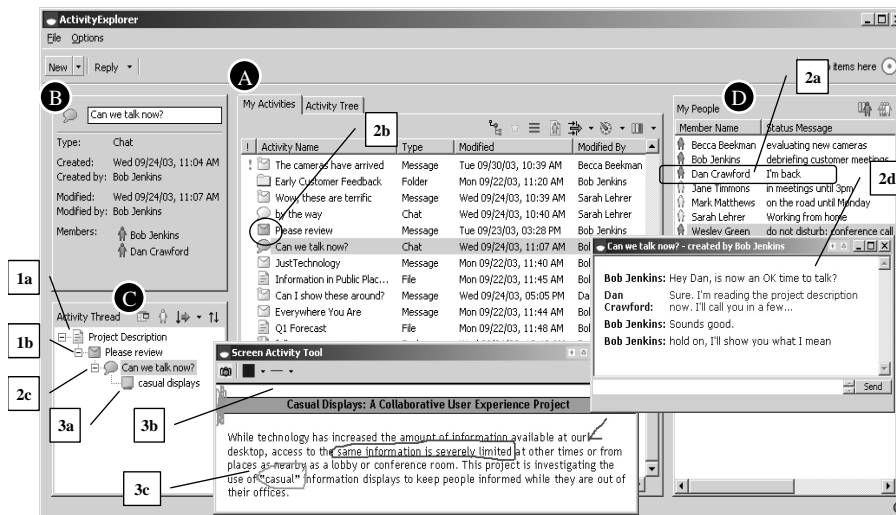 ActivityExplorer
File Options
New Reply
items here
A
B
Can we talk now?
Type: Chat
Created: Wed 09/24/03, 11:04 AM
Created by: Bob Jenkins
Modified: Wed 09/24/03, 11:07 AM
Modified by: Bob Jenkins
Members: Bob Jenkins
Dan Crawford
1a
C
Activity Thread
Project Description
1b
Please review
2c
Can we talk now?
casual displays
3a
My Activities Activity Tree
2b
! Activity Name Type Modified Modified By
! The cameras have arrived Message Tue 09/30/03, 10:39 AM Becca Beekman
Early Customer Feedback Folder Mon 09/22/03, 11:20 AM Bob Jenkins
Wow, these are terrific Message Wed 09/24/03, 10:39 AM Sarah Lehrer
by the way Chat Wed 09/24/03, 10:40 AM Sarah Lehrer
Please review Message Tue 09/23/03, 03:28 PM Bob Jenkins
Can we talk now? Chat Wed 09/24/03, 11:07 AM Bol
JustTechnology Message Mon 09/22/03, 11:40 AM Bol
Information in Public Plac... File Mon 09/22/03, 11:45 AM Bol
Can I show these around? Message Wed 09/24/03, 05:05 PM Da
Everywhere You Are Message Mon 09/22/03, 11:44 AM Bol
Q1 Forecast File Mon 09/22/03, 11:48 AM Bol
2a
D
My People
Member Name Status Message
Becca Beekman evaluating new cameras
Bob Jenkins debriefing customer meetings
Dan Crawford I'm back
2d
Jane Timmons in meetings until 3pm
Mark Matthews on the road until Monday
Sarah Lehrer Working from home
Wesley Green do not disturb: conference call
Can we talk now? - created by Bob Jenkins
Bob Jenkins: Hey Dan, is now an OK time to talk?
Dan Crawford: Sure. I'm reading the project description
now. I'll call you in a few...
Bob Jenkins: Sounds good.
Bob Jenkins: hold on, I'll show you what I mean
Send
Screen Activity Tool
3b
Casual Displays: A Collaborative User Experience Project
While technology has increased the amount of information available at our
desktop, access to the same information is severely limited at other times or from
places as nearby as a lobby or conference room. This project is investigating the
use of "casual" information displays to keep people informed while they are out of
their offices.
3c